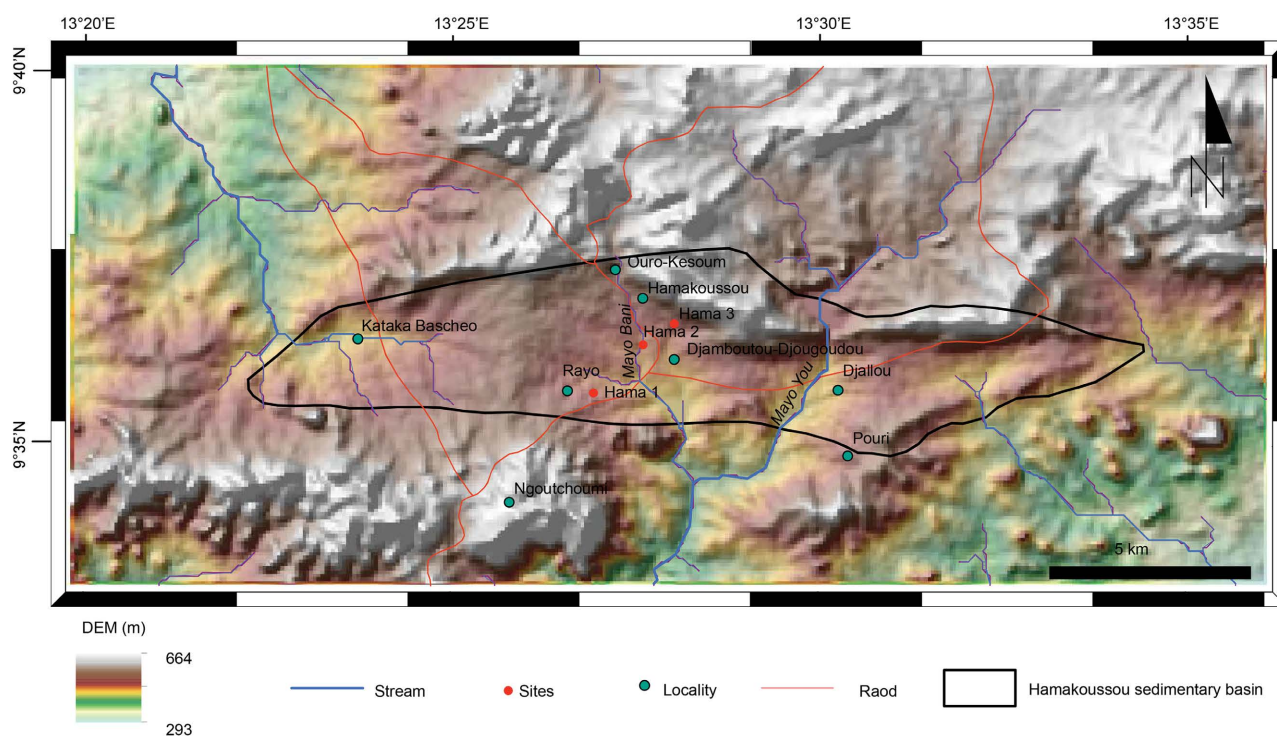 13°20'E 13°25'E 13°30'E 13°35'E
9°40'N
N
Ouro-Kesoum
Hamakoussou
Hama 3
Kataka Bascheo
Mayo Bani
Hama 2
Djamboutou-Djougoudou
Rayo
Hama 1
Mayo You
Djallou
9°35'N
Pouri
Ngoutchoumi
5 km
DEM (m)
664
293
Stream
Sites
Locality
Raod
Hamakoussou sedimentary basin